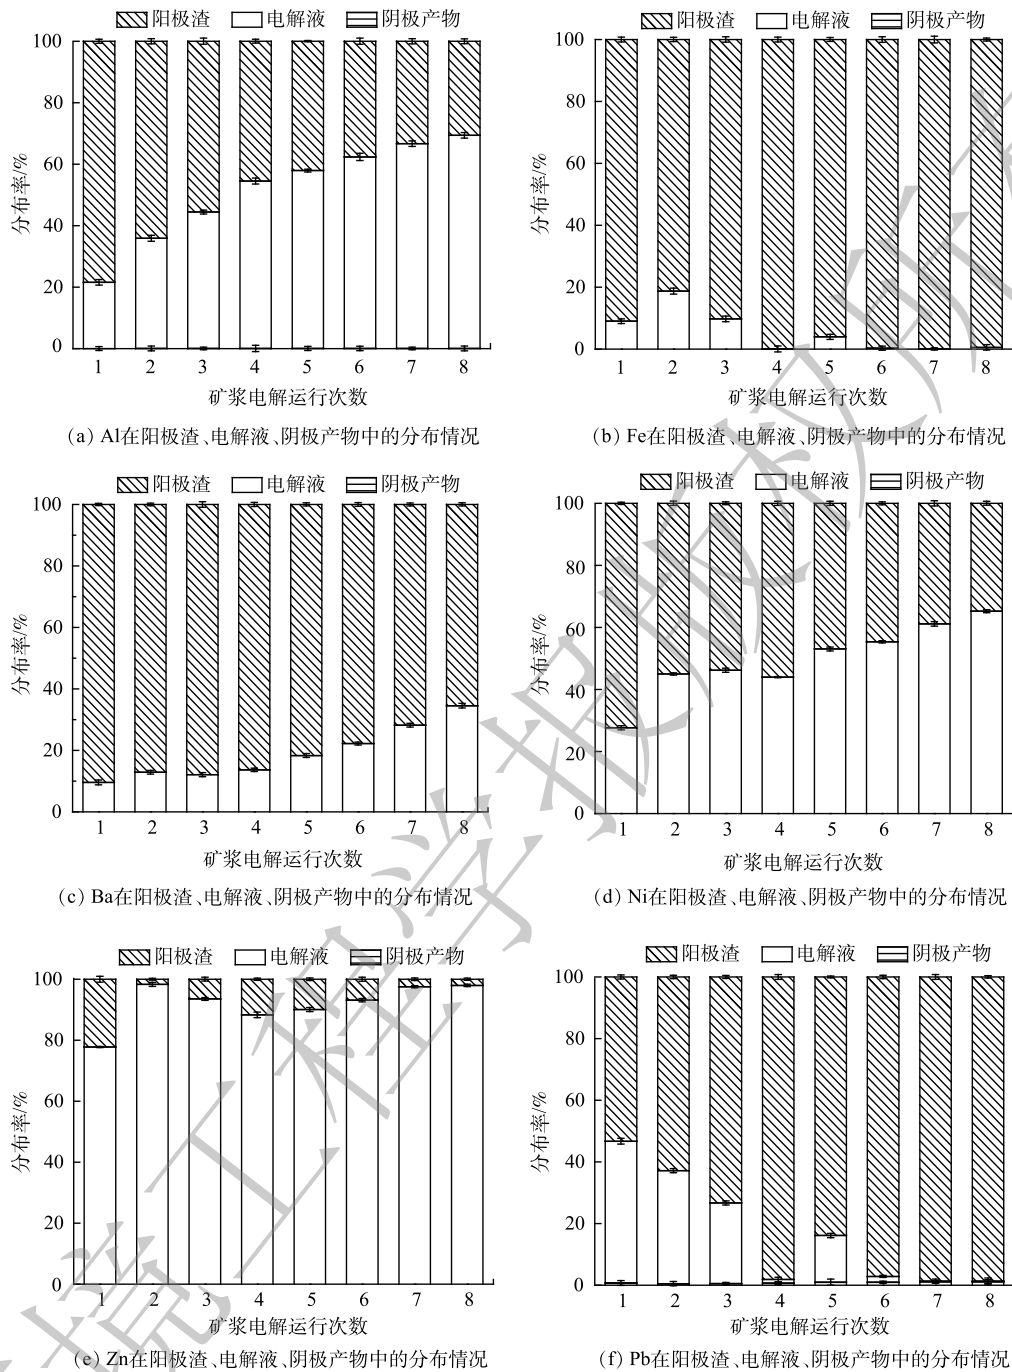 阳极渣 电解液 阴极产物
100
80
60
40
20
0
分布率/%
1 2 3 4 5 6 7 8
矿浆电解运行次数
（a）Al在阳极渣、电解液、阴极产物中的分布情况
阳极渣 电解液 阴极产物
100
80
60
40
20
0
分布率/%
1 2 3 4 5 6 7 8
矿浆电解运行次数
（b）Fe在阳极渣、电解液、阴极产物中的分布情况
阳极渣 电解液 阴极产物
100
80
60
40
20
0
分布率/%
1 2 3 4 5 6 7 8
矿浆电解运行次数
（c）Ba在阳极渣、电解液、阴极产物中的分布情况
阳极渣 电解液 阴极产物
100
80
60
40
20
0
分布率/%
1 2 3 4 5 6 7 8
矿浆电解运行次数
（d）Ni在阳极渣、电解液、阴极产物中的分布情况
阳极渣 电解液 阴极产物
100
80
60
40
20
0
分布率/%
1 2 3 4 5 6 7 8
矿浆电解运行次数
（e）Zn在阳极渣、电解液、阴极产物中的分布情况
阳极渣 电解液 阴极产物
100
80
60
40
20
0
分布率/%
1 2 3 4 5 6 7 8
矿浆电解运行次数
（f）Pb在阳极渣、电解液、阴极产物中的分布情况
境工程学报版权所有